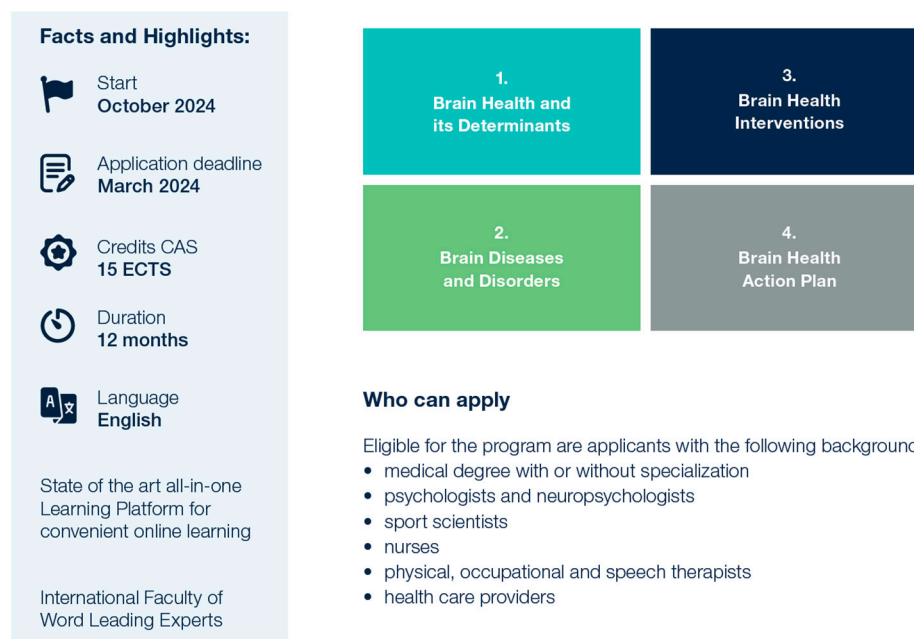 Facts and Highlights:
Start
October 2024
Application deadline
March 2024
Credits CAS
15 ECTS
Duration
12 months
Language
English
State of the art all-in-one
Learning Platform for
convenient online learning
International Faculty of
Word Leading Experts
1.
Brain Health and
its Determinants
3.
Brain Health
Interventions
2.
Brain Diseases
and Disorders
4.
Brain Health
Action Plan
Who can apply
Eligible for the program are applicants with the following background
• medical degree with or without specialization
• psychologists and neuropsychologists
• sport scientists
• nurses
• physical, occupational and speech therapists
• health care providers